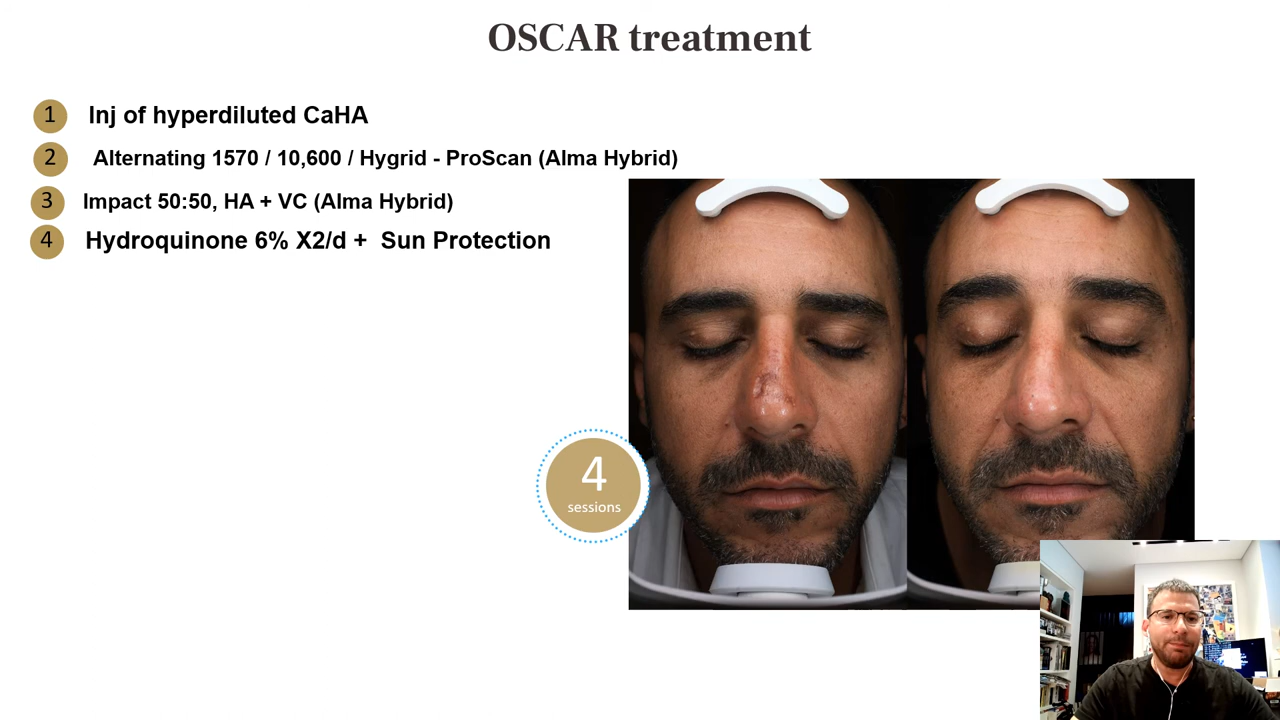 OSCAR treatment
1 Inj of hyperdiluted CaHA
2 Alternating 1570 / 10,600 / Hygrid - ProScan (Alma Hybrid)
3 Impact 50:50, HA + VC (Alma Hybrid)
4 Hydroquinone 6% X2/d + Sun Protection
4
sessions